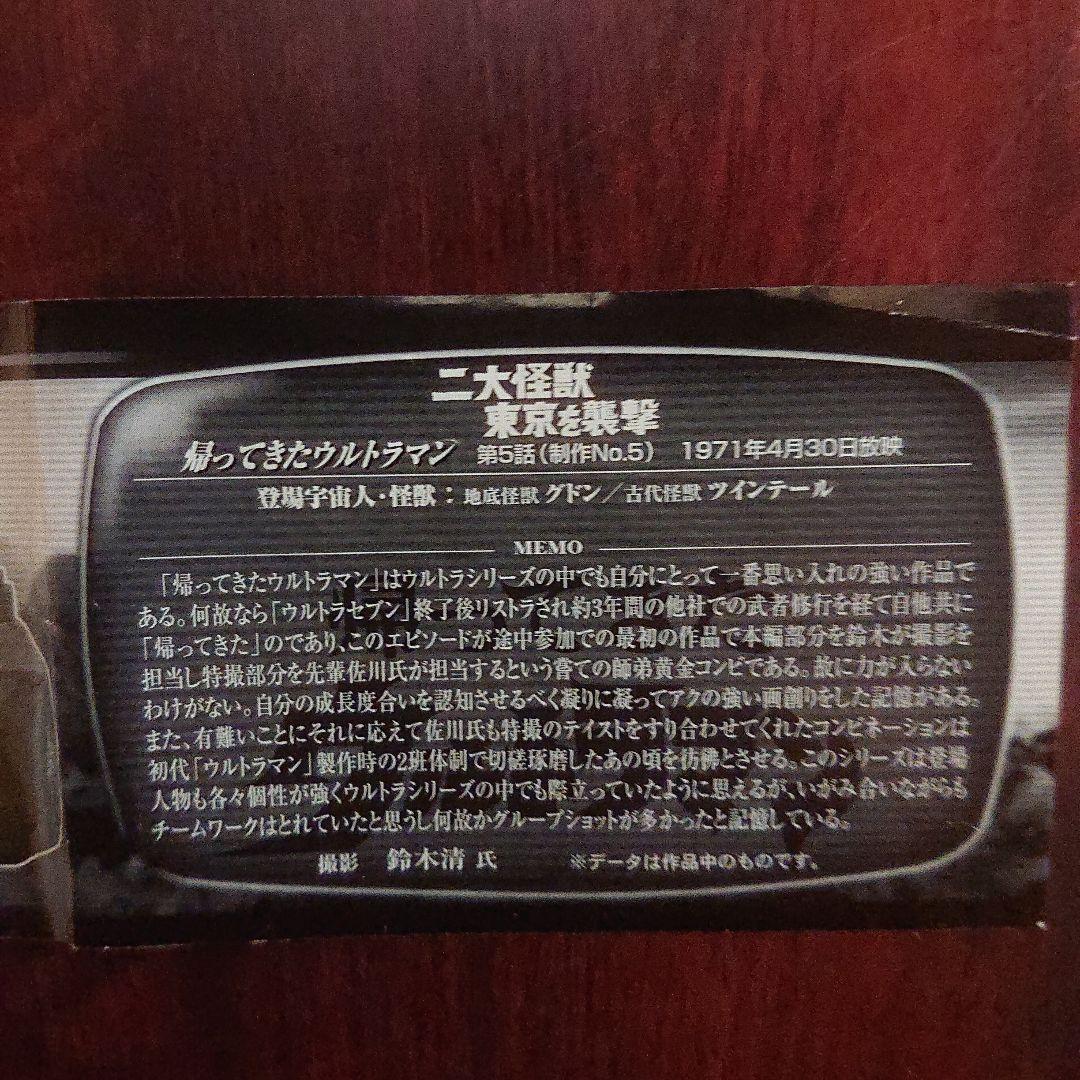 二大怪獣
東京を襲撃
帰ってきたウルトラマン 第5話(制作No.5) 1971年4月30日放映
登場宇宙人・怪獣:地底怪獣 グドン/古代怪獣 ツインテール
MEMO
「帰ってきたウルトラマン」はウルトラシリーズの中でも自分にとって一番思い入れの強い作品で
ある。何故なら「ウルトラセブン」終了後リストラされ約3年間の他社での武者修行を経て自他共に
「帰ってきた」のであり、このエピソードが途中参加での最初の作品で本編部分を鈴木が撮影を
担当し特撮部分を先輩佐川氏が担当するという嘗ての師弟黄金コンビである。故に力が入らない
わけがない。自分の成長度合いを認知させるべく凝りに凝ってアクの強い画創りをした記憶がある。
また、有難いことにそれに応えて佐川氏も特撮のテイストをすり合わせてくれたコンビネーションは
初代「ウルトラマン」製作時の2班体制で切磋琢磨したあの頃を彷彿とさせる。このシリーズは登場
人物も各々個性が強くウルトラシリーズの中でも際立っていたように思えるが、いがみ合いながらも
チームワークはとれていたと思うし何故かグループショットが多かったと記憶している。
撮影 鈴木清 氏 ※データは作品中のものです。